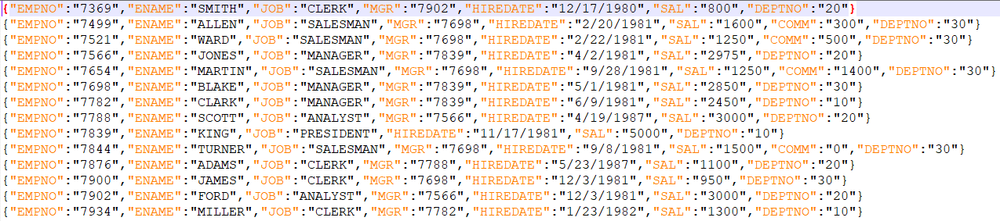 {"EMPNO":"7369","ENAME":"SMITH","JOB":"CLERK","MGR":"7902","HIREDATE":"12/17/1980","SAL":"800","DEPTNO":"20"}
{"EMPNO":"7499","ENAME":"ALLEN","JOB":"SALESMAN","MGR":"7698","HIREDATE":"2/20/1981","SAL":"1600","COMM":"300","DEPTNO":"30"}
{"EMPNO":"7521","ENAME":"WARD","JOB":"SALESMAN","MGR":"7698","HIREDATE":"2/22/1981","SAL":"1250","COMM":"500","DEPTNO":"30"}
{"EMPNO":"7566","ENAME":"JONES","JOB":"MANAGER","MGR":"7839","HIREDATE":"4/2/1981","SAL":"2975","DEPTNO":"20"}
{"EMPNO":"7654","ENAME":"MARTIN","JOB":"SALESMAN","MGR":"7698","HIREDATE":"9/28/1981","SAL":"1250","COMM":"1400","DEPTNO":"30"}
{"EMPNO":"7698","ENAME":"BLAKE","JOB":"MANAGER","MGR":"7839","HIREDATE":"5/1/1981","SAL":"2850","DEPTNO":"30"}
{"EMPNO":"7782","ENAME":"CLARK","JOB":"MANAGER","MGR":"7839","HIREDATE":"6/9/1981","SAL":"2450","DEPTNO":"10"}
{"EMPNO":"7788","ENAME":"SCOTT","JOB":"ANALYST","MGR":"7566","HIREDATE":"4/19/1987","SAL":"3000","DEPTNO":"20"}
{"EMPNO":"7839","ENAME":"KING","JOB":"PRESIDENT","HIREDATE":"11/17/1981","SAL":"5000","DEPTNO":"10"}
{"EMPNO":"7844","ENAME":"TURNER","JOB":"SALESMAN","MGR":"7698","HIREDATE":"9/8/1981","SAL":"1500","COMM":"0","DEPTNO":"30"}
{"EMPNO":"7876","ENAME":"ADAMS","JOB":"CLERK","MGR":"7788","HIREDATE":"5/23/1987","SAL":"1100","DEPTNO":"20"}
{"EMPNO":"7900","ENAME":"JAMES","JOB":"CLERK","MGR":"7698","HIREDATE":"12/3/1981","SAL":"950","DEPTNO":"30"}
{"EMPNO":"7902","ENAME":"FORD","JOB":"ANALYST","MGR":"7566","HIREDATE":"12/3/1981","SAL":"3000","DEPTNO":"20"}
{"EMPNO":"7934","ENAME":"MILLER","JOB":"CLERK","MGR":"7782","HIREDATE":"1/23/1982","SAL":"1300","DEPTNO":"10"}